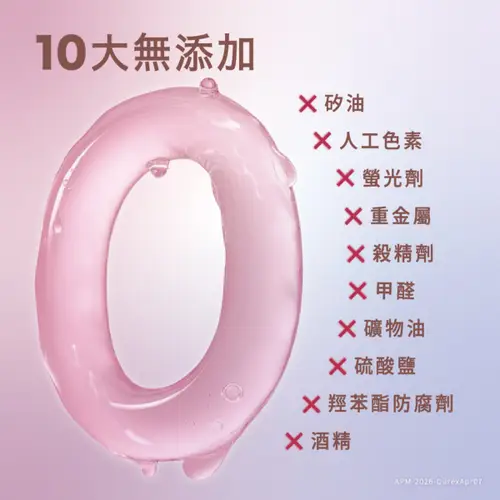 10大無添加
❌ 矽油
❌ 人工色素
❌ 螢光劑
❌ 重金屬
❌ 殺精劑
❌ 甲醛
❌ 礦物油
❌ 硫酸鹽
❌ 羥苯酯防腐劑
❌ 酒精